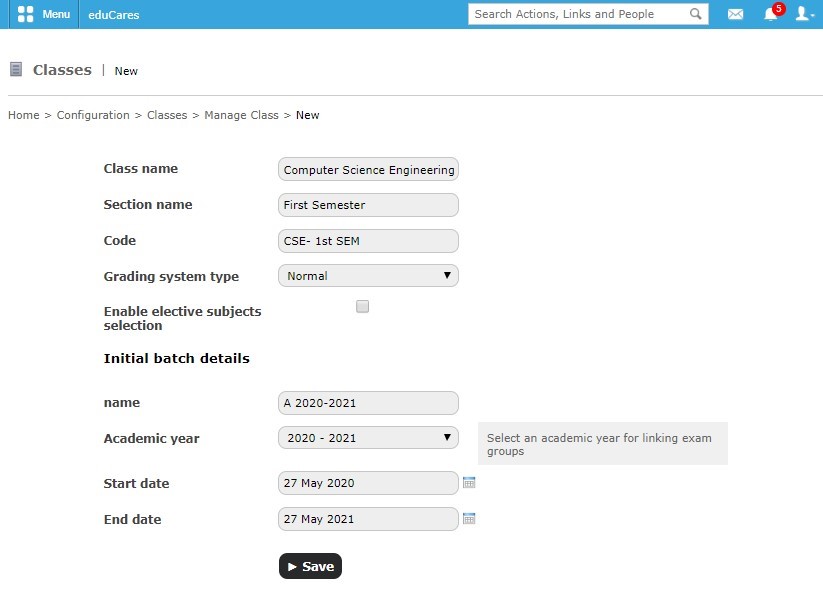 Menu eduCares Search Actions, Links and People 5
Classes | New
Home > Configuration > Classes > Manage Class > New
Class name Computer Science Engineering
Section name First Semester
Code CSE- 1st SEM
Grading system type Normal
Enable elective subjects
selection
Initial batch details
name A 2020-2021
Academic year 2020 - 2021 Select an academic year for linking exam
groups
Start date 27 May 2020
End date 27 May 2021
Save